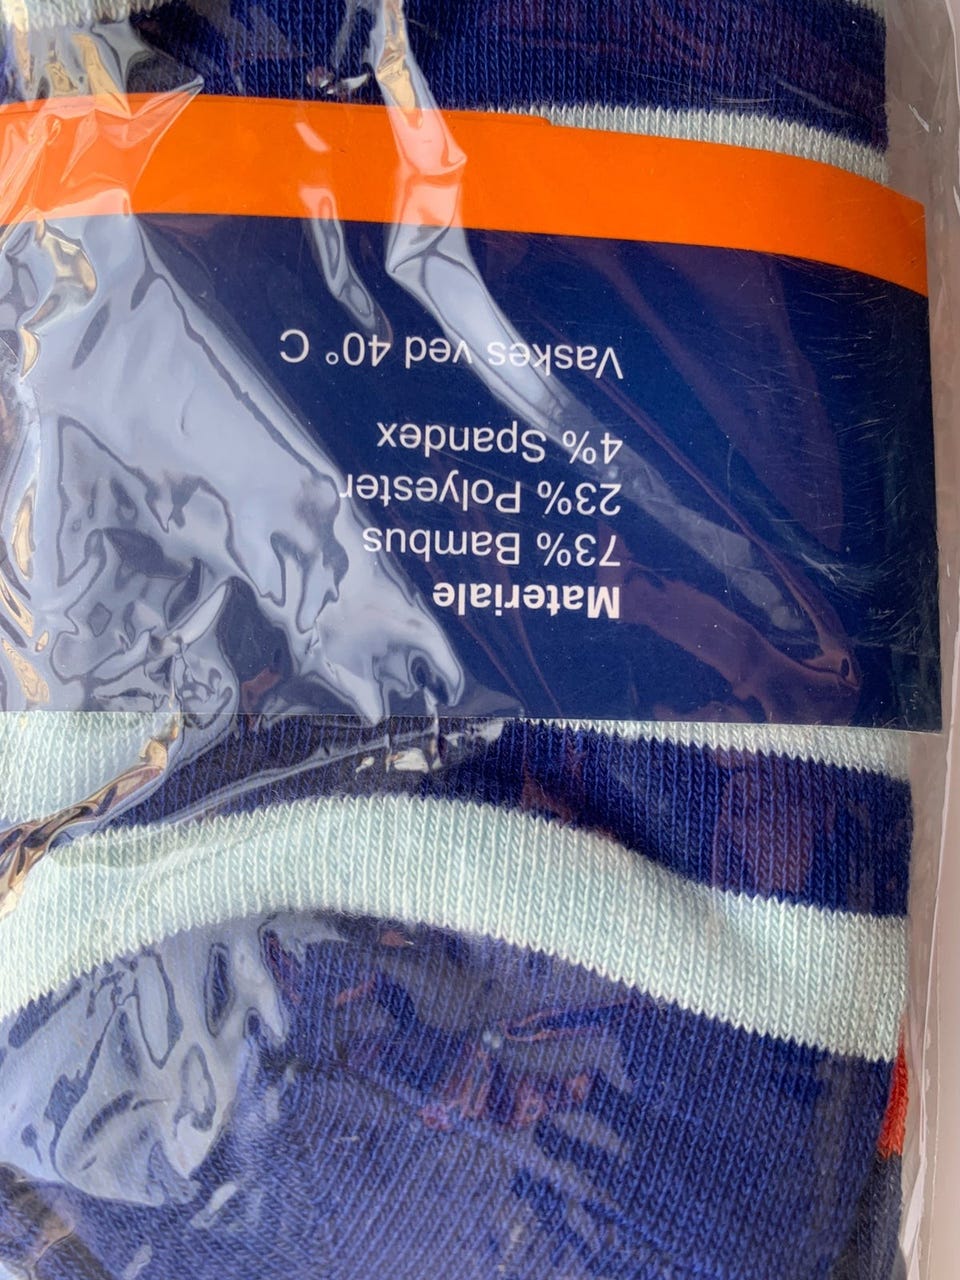 Materiale
73% Bambus
23% Polyester
4% Spandex
Vaskes ved 40° C